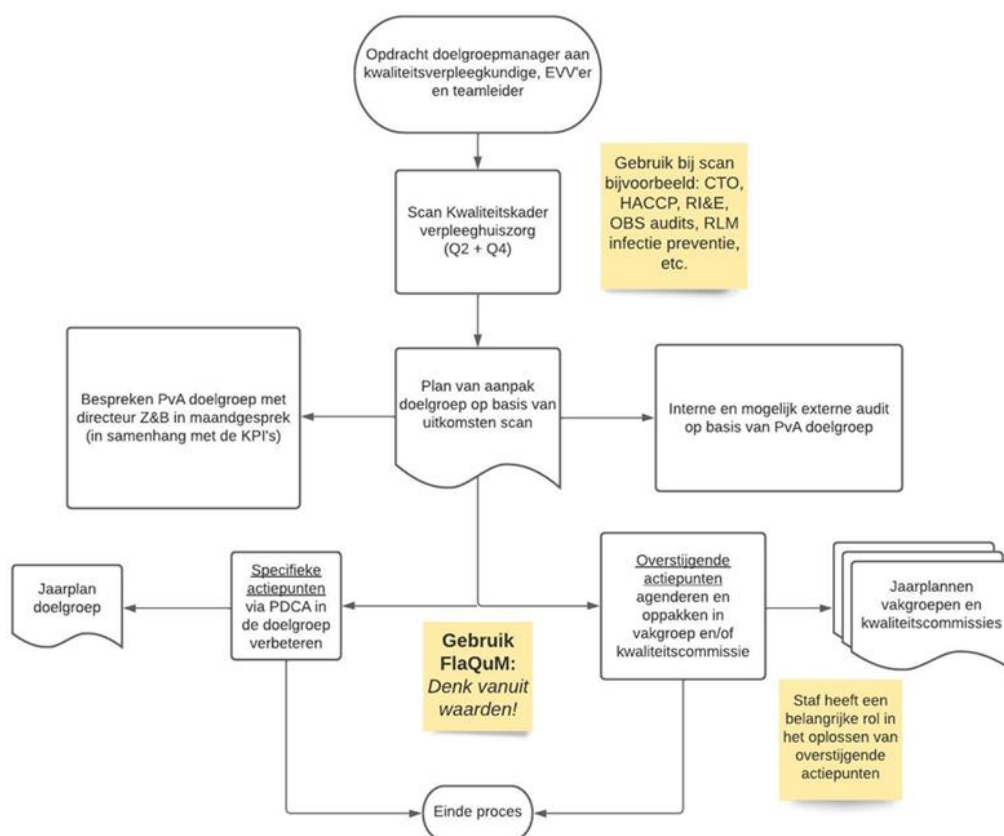 Opdracht doelgroepmanager aan
kwaliteitsverpleegkundige, EVV'er
en teamleider
Gebruik bij scan
bijvoorbeeld: CTO,
HACCP, RI&E,
OBS audits, RLM
infectie preventie,
etc.
Scan Kwaliteitskader
verpleeghuiszorg
(Q2 + Q4)
Bespreken PvA doelgroep met
directeur Z&B in maandgesprek
(in samenhang met de KPI's)
Plan van aanpak
doelgroep op basis van
uitkomsten scan
Interne en mogelijk externe audit
op basis van PvA doelgroep
Jaarplan
doelgroep
Specifieke
actiepunten
via PDCA in
de doelgroep
verbeteren
Overstijgende
actiepunten
agenderen en
oppakken in
vakgroep en/of
kwaliteitscommissie
Jaarplannen
vakgroepen en
kwaliteitscommissies
Gebruik
FlaQuM:
Denk vanuit
waarden!
Staf heeft een
belangrijke rol in
het oplossen van
overstijgende
actiepunten
Einde proces